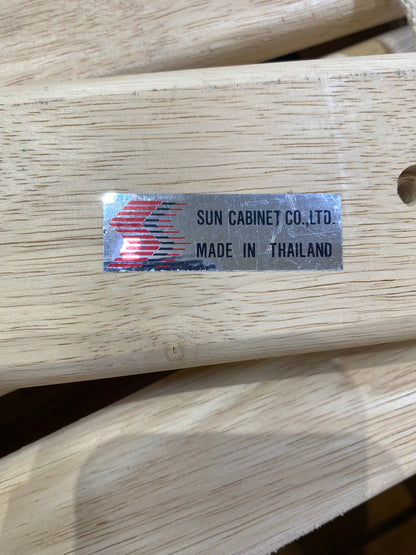 SUN CABINET CO.,LTD.
MADE IN THAILAND